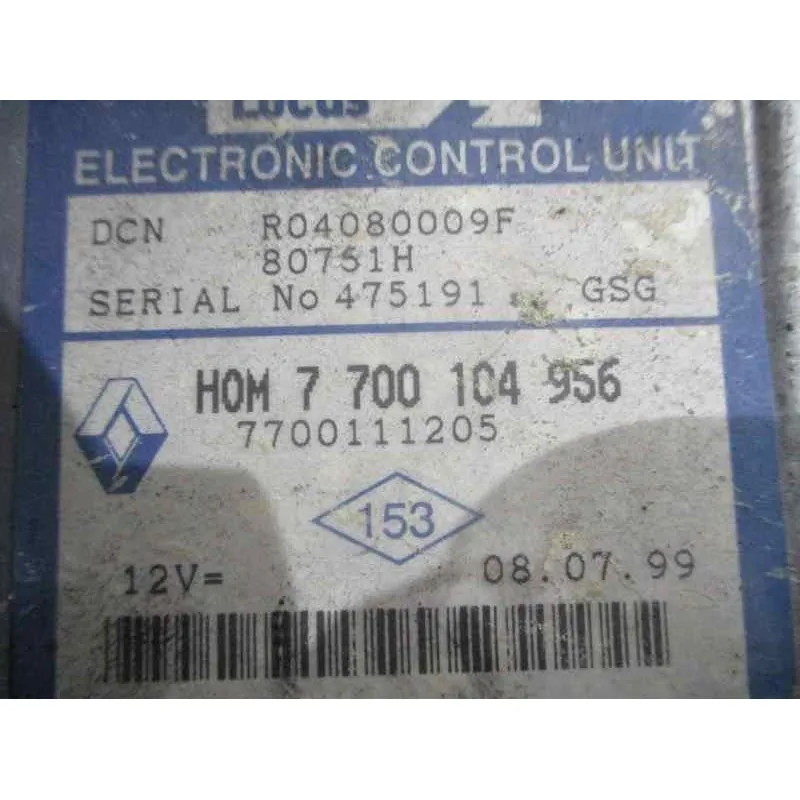 Lucas
ELECTRONIC CONTROL UNIT
DCN R04080009F
80751H
SERIAL No 475191 GSG
HOM 7 700 104 956
7700111205
153
12V=
08.07.99